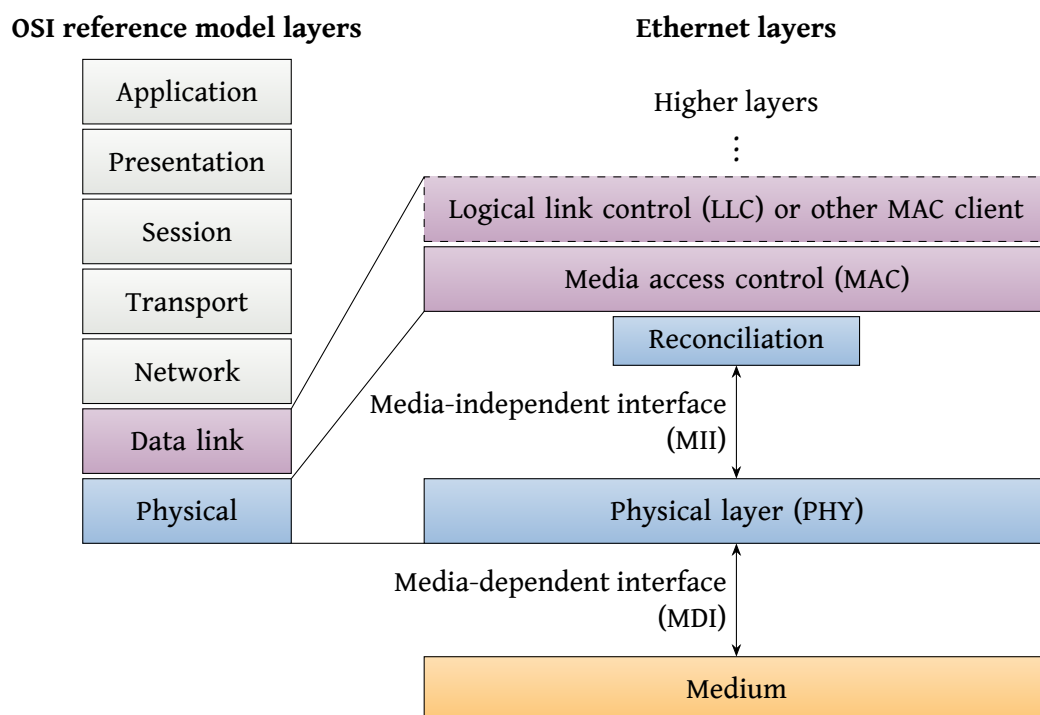 OSI reference model layers
Application
Presentation
Session
Transport
Network
Data link
Physical
Ethernet layers
Higher layers
⋮
Logical link control (LLC) or other MAC client
Media access control (MAC)
Reconciliation
Media-independent interface
(MII)
Physical layer (PHY)
Media-dependent interface
(MDI)
Medium